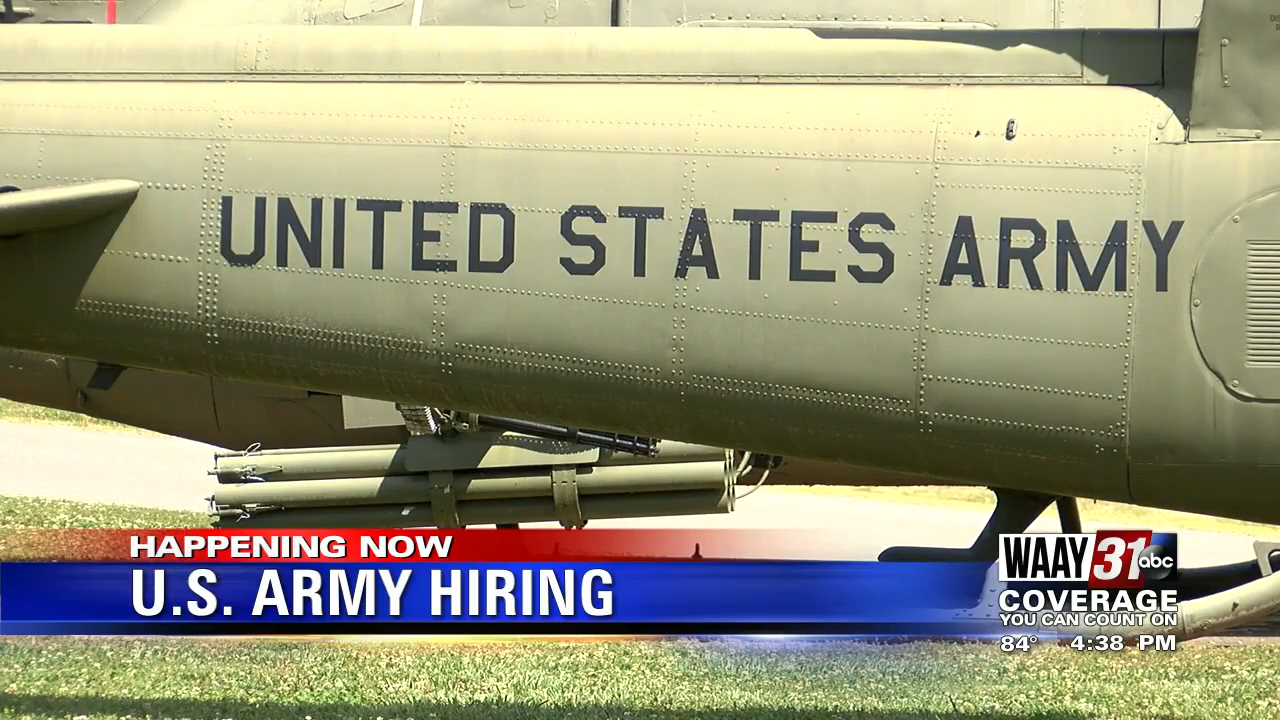 UNITED STATES ARMY
HAPPENING NOW
U.S. ARMY HIRING
WAAY 31 abc
COVERAGE
YOU CAN COUNT ON
84° 4:38 PM